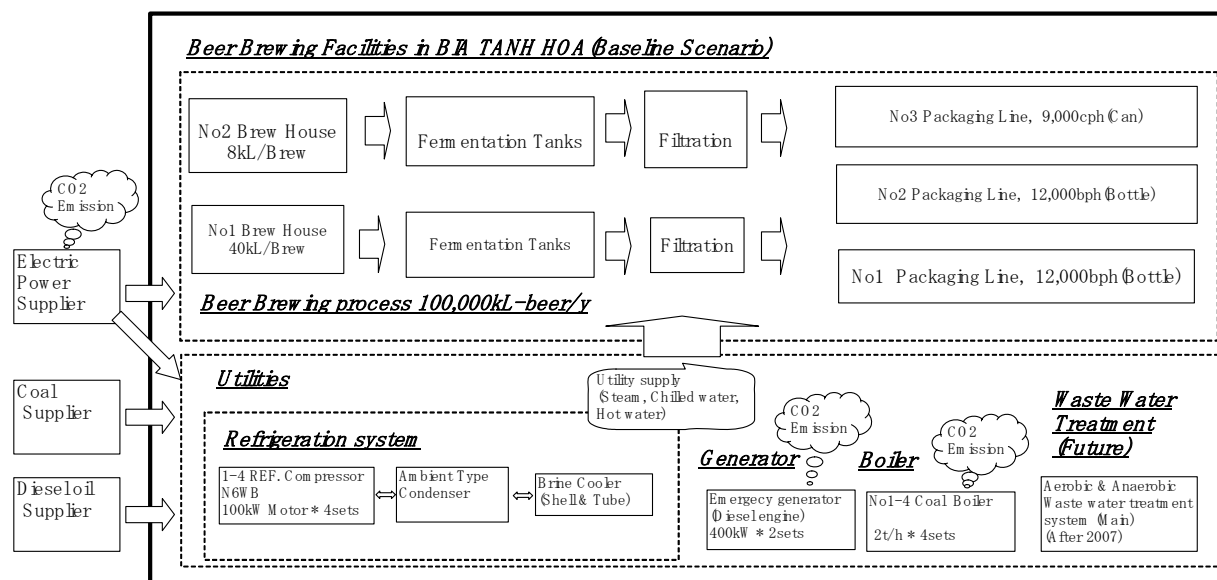 Beer Brewing Facilities in BIA TANH HOA (Baseline Scenario)
No2 Brew House
8kL/Brew
Fermentation Tanks
Filtration
No3 Packaging Line, 9,000cph (Can)
No2 Packaging Line, 12,000bph (Bottle)
CO2
Emission
No1 Brew House
40kL/Brew
Fermentation Tanks
Filtration
No1 Packaging Line, 12,000bph (Bottle)
Electric
Power
Supplier
Beer Brewing process 100,000kL-beer/y
Coal
Supplier
Diesel oil
Supplier
Utilities
Utility supply
(Steam, Chilled water,
Hot water)
Refrigeration system
1-4 REF. Compressor
N6WB
100kW Motor * 4sets
Ambient Type
Condenser
Brine Cooler
(Shell & Tube)
CO2
Emission
Generator
Emergecy generator
(Diesel engine)
400kW * 2sets
CO2
Emission
Boiler
No1-4 Coal Boiler
2t/h * 4sets
Waste Water
Treatment
(Future)
Aerobic & Anaerobic
Waste water treatment
system (Main)
(After 2007)